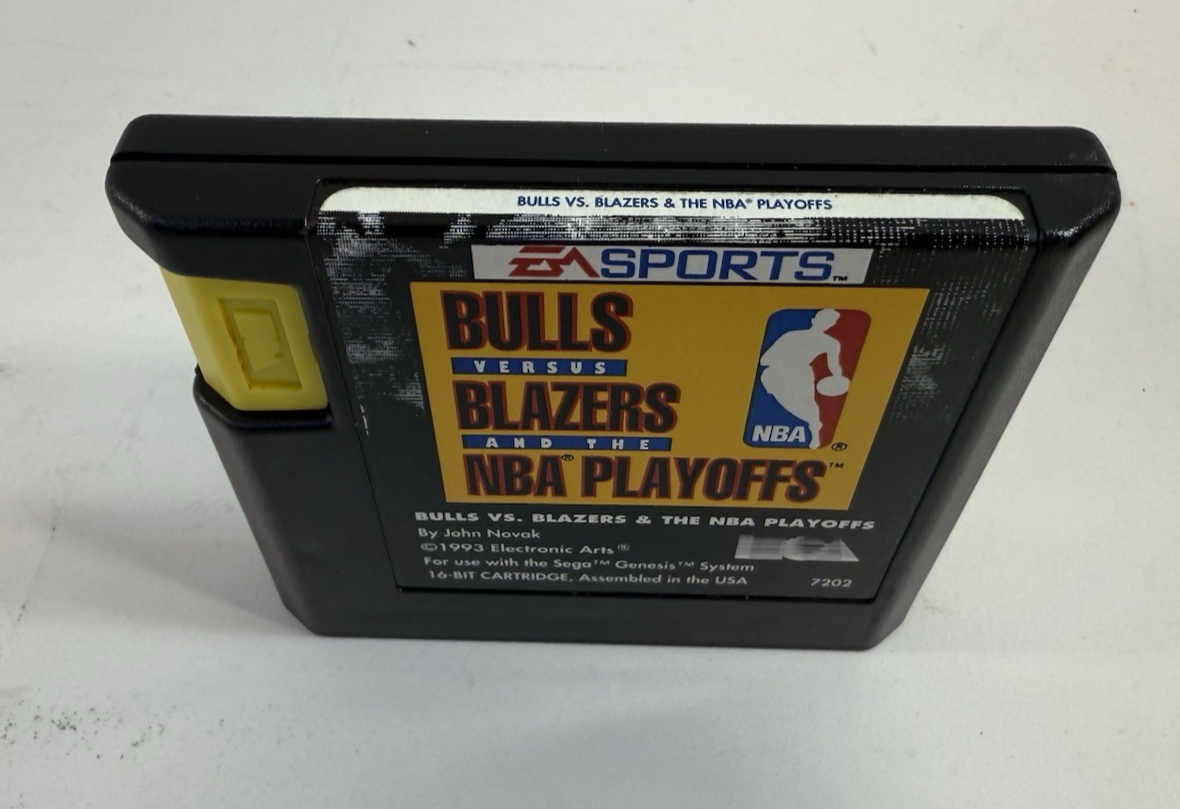 BULLS VS. BLAZERS & THE NBA® PLAYOFFS
EA SPORTS™
BULLS
VERSUS
BLAZERS
AND THE
NBA® PLAYOFFS™
NBA®
BULLS VS. BLAZERS & THE NBA PLAYOFFS
By John Novak
©1993 Electronic Arts®
For use with the Sega™ Genesis™ System
16-BIT CARTRIDGE, Assembled in the USA
7202